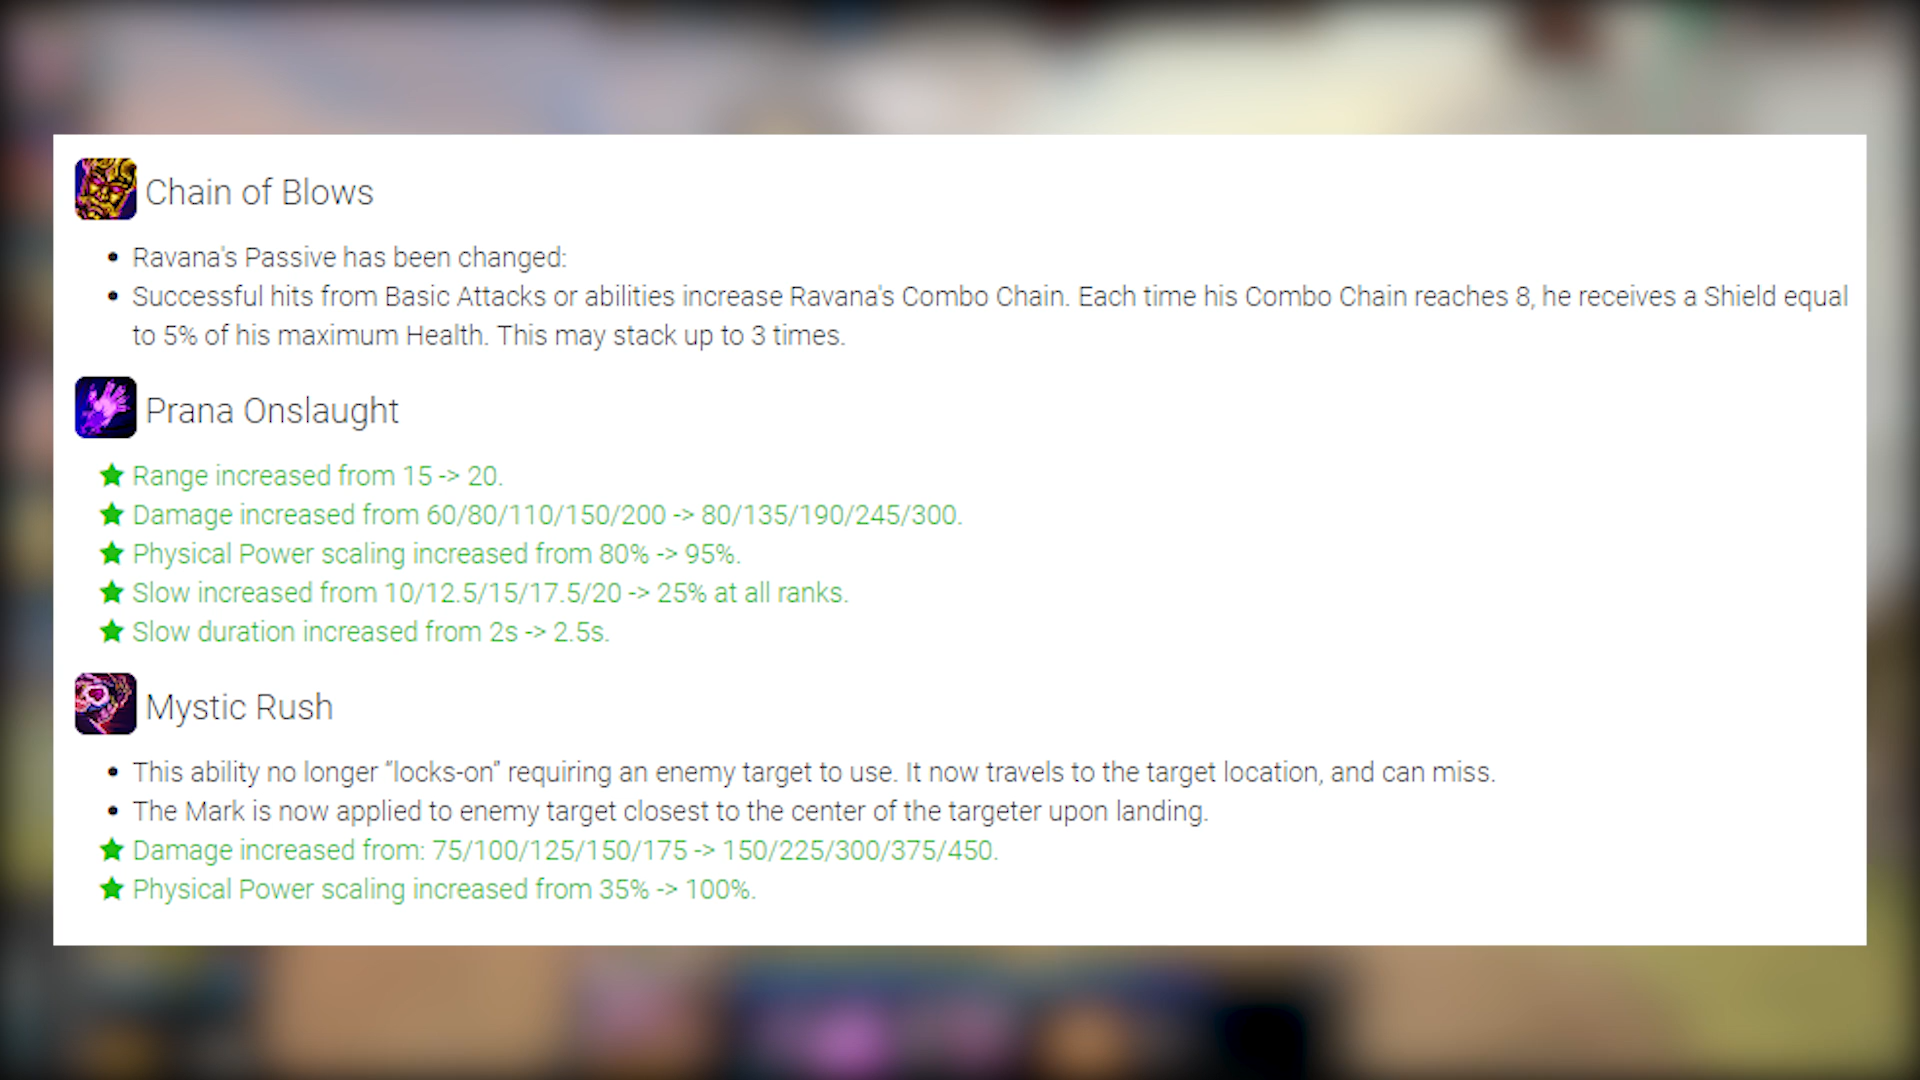 Chain of Blows
Ravana's Passive has been changed:
Successful hits from Basic Attacks or abilities increase Ravana's Combo Chain. Each time his Combo Chain reaches 8, he receives a Shield equal
to 5% of his maximum Health. This may stack up to 3 times.
Prana Onslaught
Range increased from 15 -> 20.
Damage increased from 60/80/110/150/200 -> 80/135/190/245/300.
Physical Power scaling increased from 80% -> 95%.
Slow increased from 10/12.5/15/17.5/20 -> 25% at all ranks.
Slow duration increased from 2s -> 2.5s.
Mystic Rush
This ability no longer “locks-on” requiring an enemy target to use. It now travels to the target location, and can miss.
The Mark is now applied to enemy target closest to the center of the targeter upon landing.
Damage increased from: 75/100/125/150/175 -> 150/225/300/375/450.
Physical Power scaling increased from 35% -> 100%.